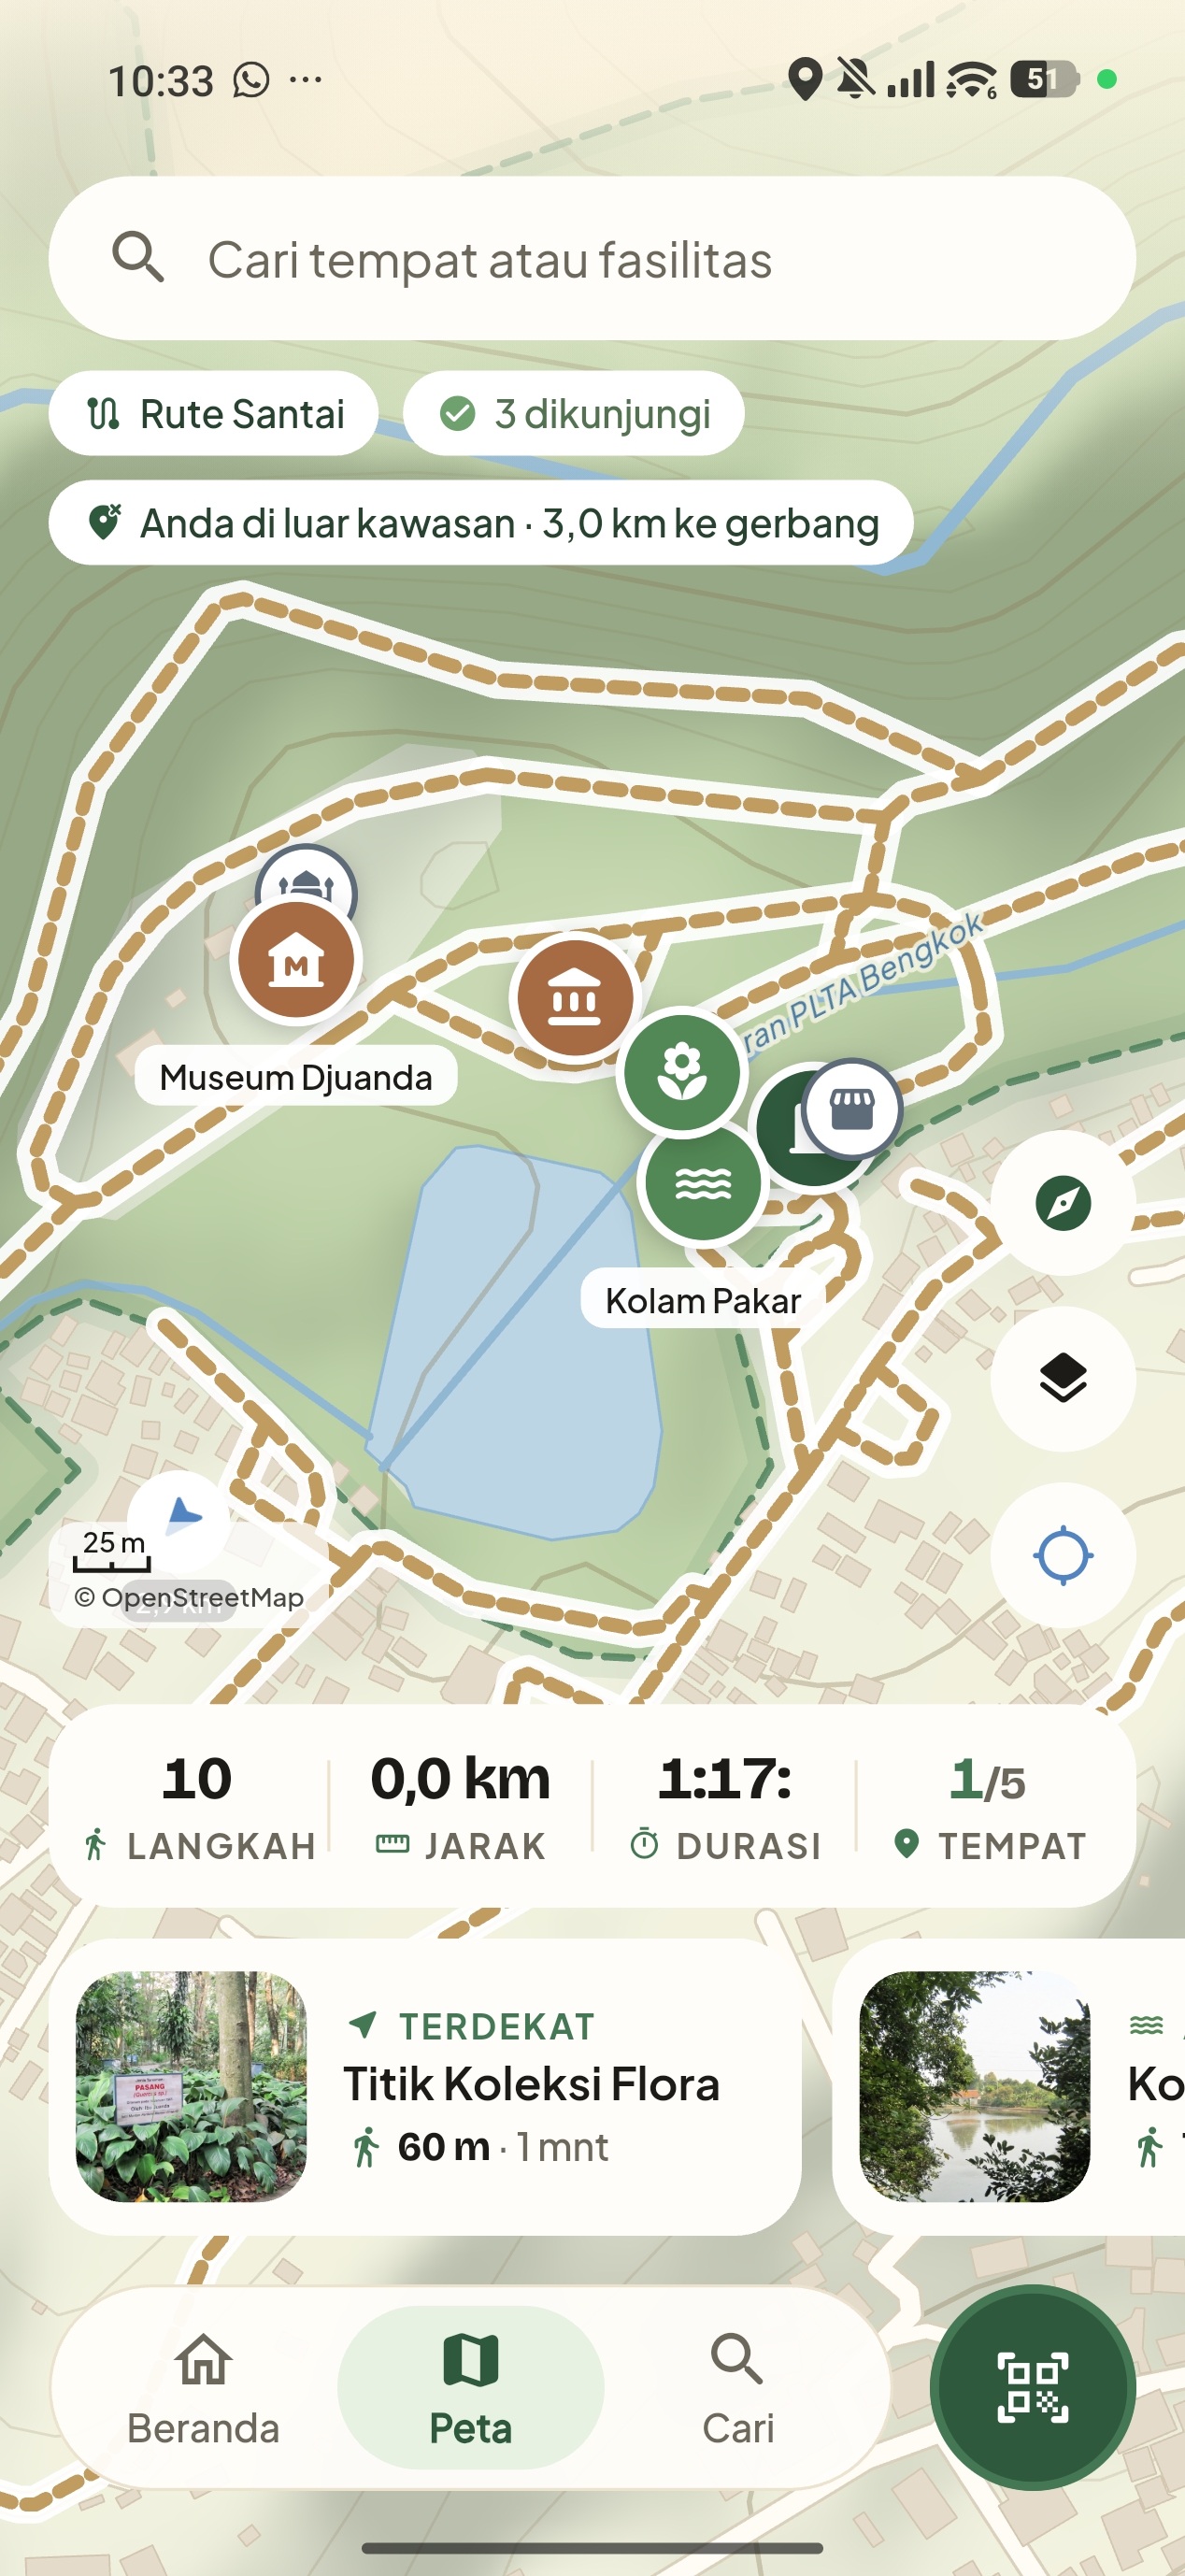 10:33
51
Cari tempat atau fasilitas
Rute Santai
3 dikunjungi
Anda di luar kawasan · 3,0 km ke gerbang
Museum Djuanda
ran PLTA Bengkok
Kolam Pakar
25 m
© OpenStreetMap
10
LANGKAH
0,0 km
JARAK
1:17:
DURASI
1/5
TEMPAT
PASANG
TERDEKAT
Titik Koleksi Flora
60 m · 1 mnt
Ko
Beranda
Peta
Cari